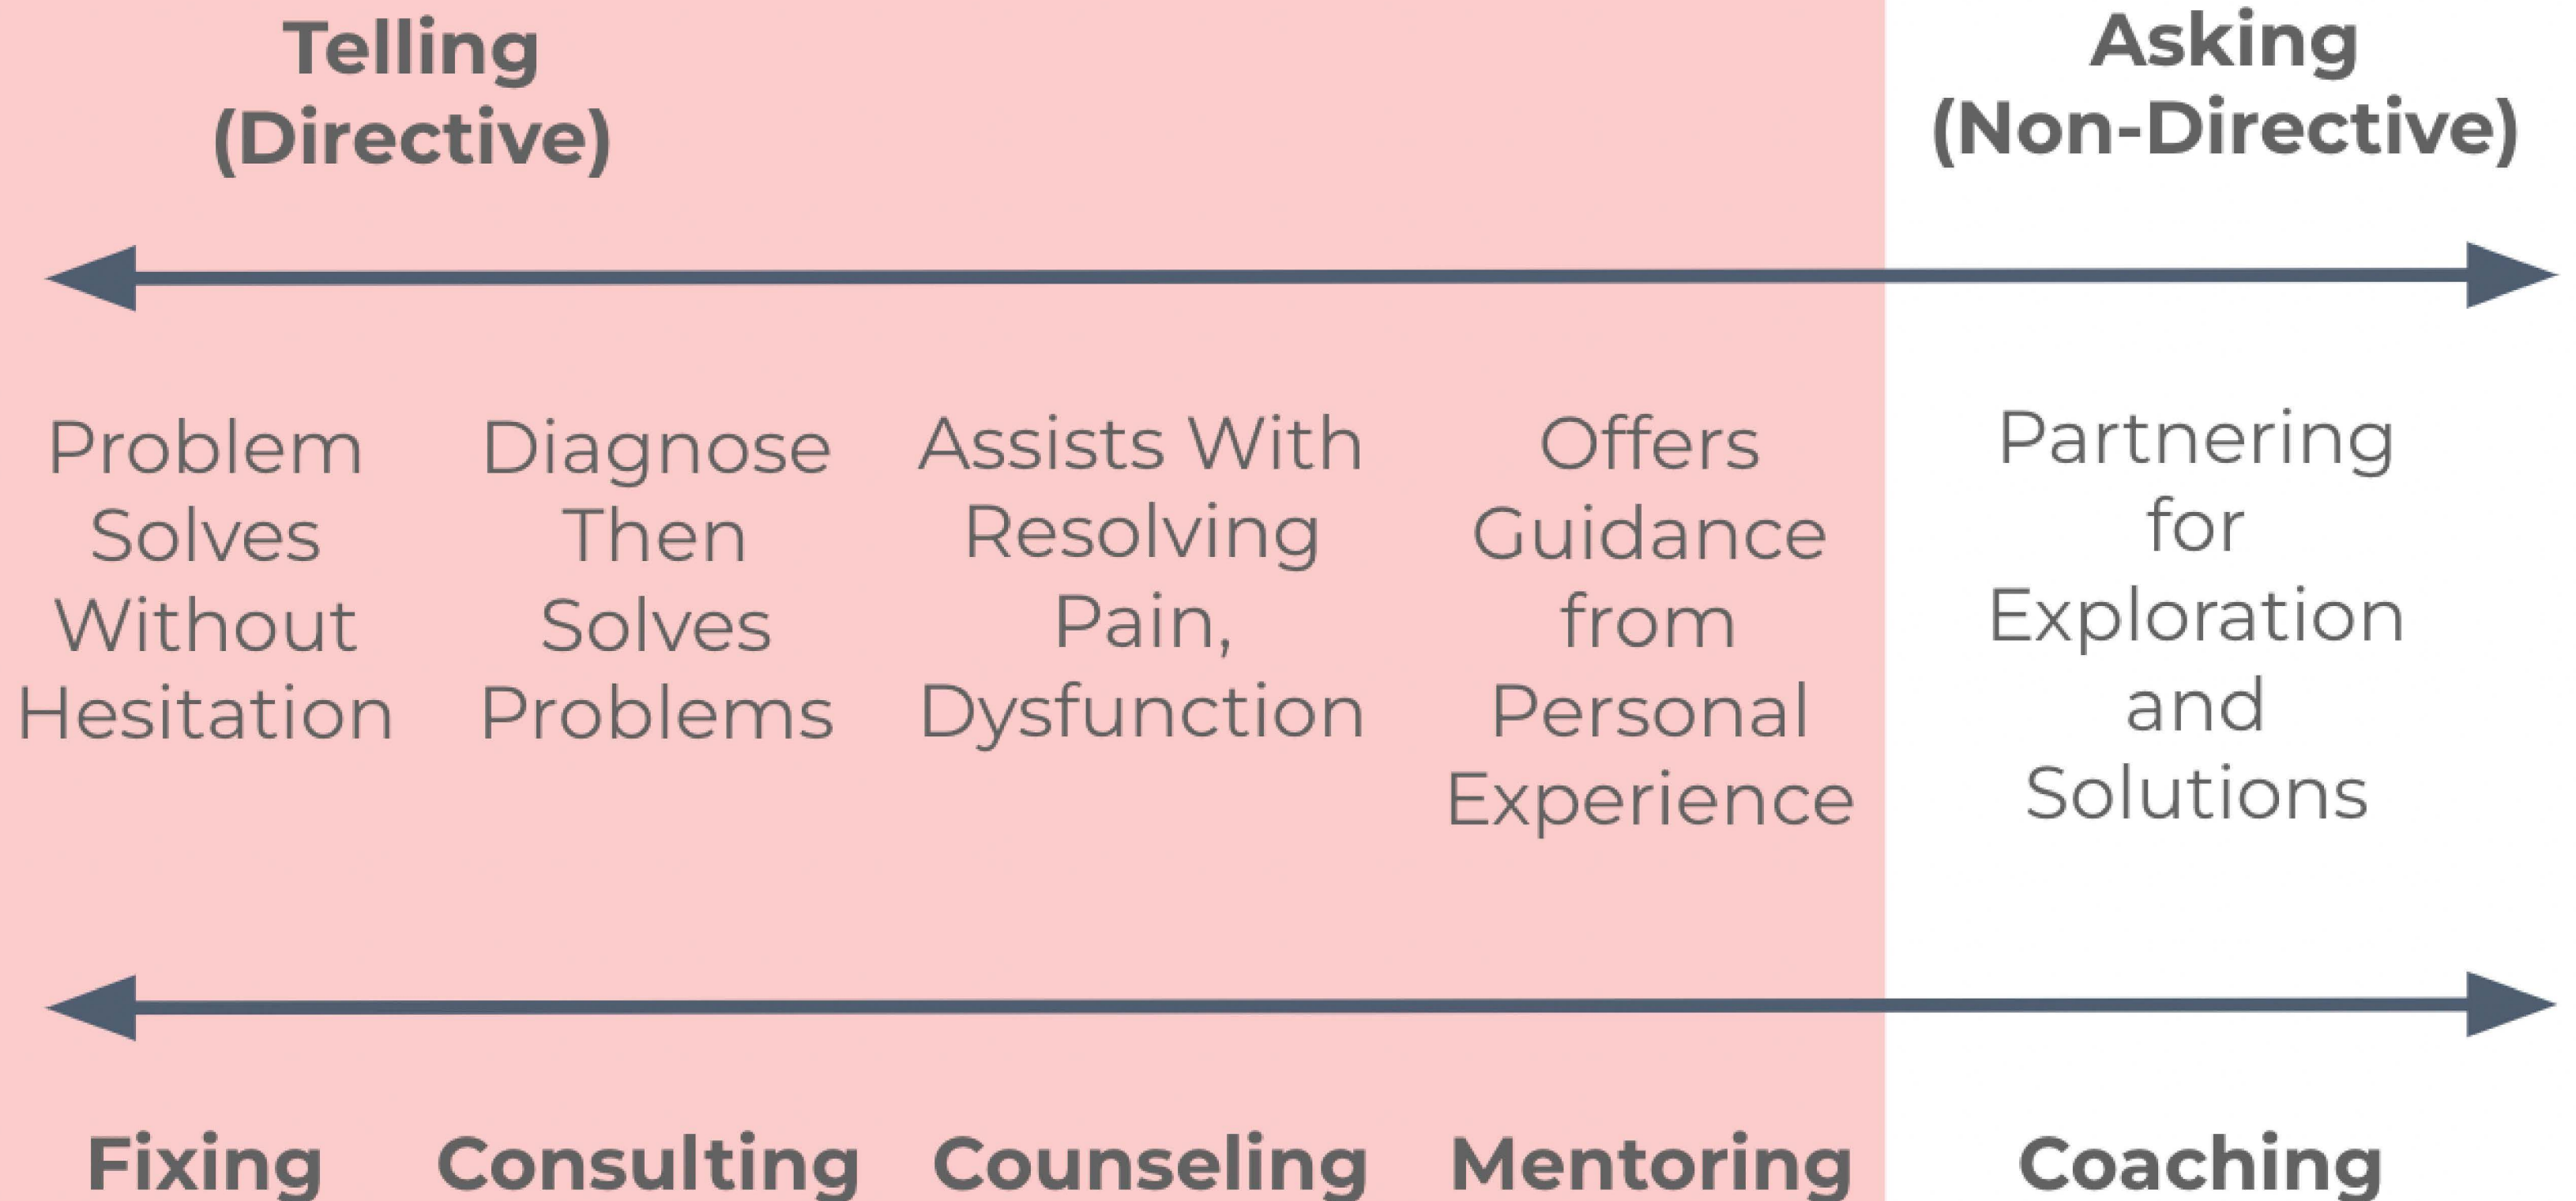 Telling
(Directive)
Asking
(Non-Directive)
Problem
Solves
Without
Hesitation
Diagnose
Then
Solves
Problems
Assists With
Resolving
Pain,
Dysfunction
Offers
Guidance
from
Personal
Experience
Partnering
for
Exploration
and
Solutions
Fixing
Consulting
Counseling
Mentoring
Coaching